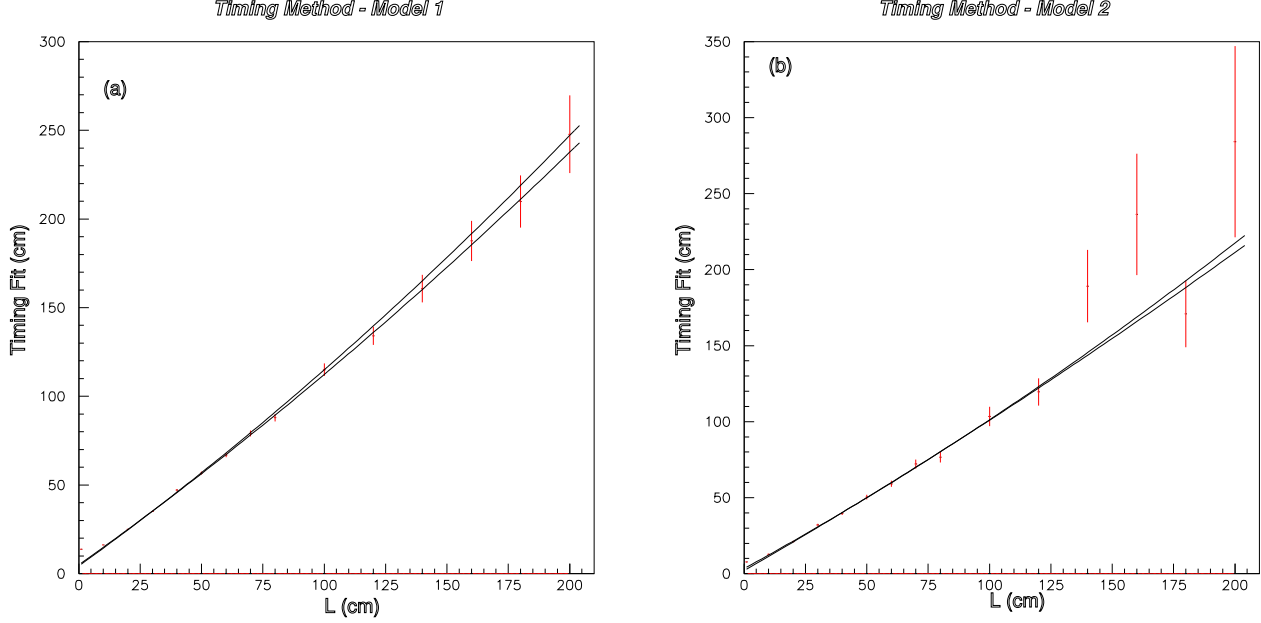 Timing Method - Model 1
(a)
300
250
200
150
100
50
0
Timing Fit (cm)
0 25 50 75 100 125 150 175 200
L (cm)
Timing Method - Model 2
(b)
350
300
250
200
150
100
50
0
Timing Fit (cm)
0 25 50 75 100 125 150 175 200
L (cm)